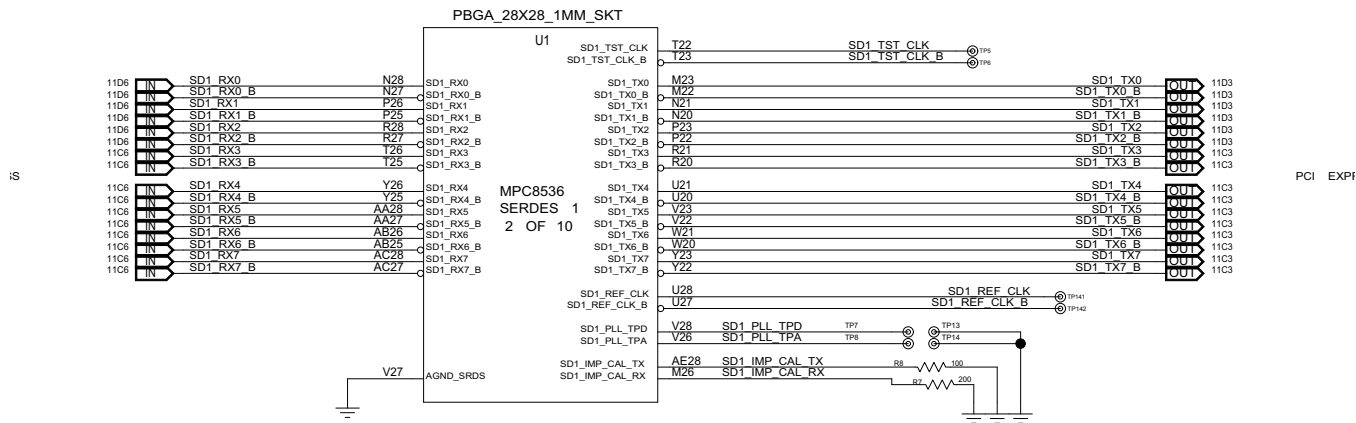 PBGA_28X28_1MM_SKT
U1
SD1_TST_CLK T22 SD1_TST_CLK TP5
SD1_TST_CLK_B T23 SD1_TST_CLK_B TP6
11D6 IN SD1_RX0 N28 SD1_RX0 SD1_TX0 M23 SD1_TX0 OUT 11D3
11D6 IN SD1_RX0_B N27 SD1_RX0_B SD1_TX0_B M22 SD1_TX0_B OUT 11D3
11D6 IN SD1_RX1 P26 SD1_RX1 SD1_TX1 N21 SD1_TX1 OUT 11D3
11D6 IN SD1_RX1_B P25 SD1_RX1_B SD1_TX1_B N20 SD1_TX1_B OUT 11D3
11D6 IN SD1_RX2 R28 SD1_RX2 SD1_TX2 P23 SD1_TX2 OUT 11D3
11D6 IN SD1_RX2_B R27 SD1_RX2_B SD1_TX2_B P22 SD1_TX2_B OUT 11D3
11C6 IN SD1_RX3 T26 SD1_RX3 SD1_TX3 R21 SD1_TX3 OUT 11C3
11C6 IN SD1_RX3_B T25 SD1_RX3_B SD1_TX3_B R20 SD1_TX3_B OUT 11C3
PCI EXPR
11C6 IN SD1_RX4 Y26 SD1_RX4 SD1_TX4 U21 SD1_TX4 OUT 11C3
11C6 IN SD1_RX4_B Y25 SD1_RX4_B SD1_TX4_B U20 SD1_TX4_B OUT 11C3
11C6 IN SD1_RX5 AA28 SD1_RX5 SD1_TX5 V23 SD1_TX5 OUT 11C3
11C6 IN SD1_RX5_B AA27 SD1_RX5_B SD1_TX5_B V22 SD1_TX5_B OUT 11C3
11C6 IN SD1_RX6 AB26 SD1_RX6 SD1_TX6 W21 SD1_TX6 OUT 11C3
11C6 IN SD1_RX6_B AB25 SD1_RX6_B SD1_TX6_B W20 SD1_TX6_B OUT 11C3
11C6 IN SD1_RX7 AC28 SD1_RX7 SD1_TX7 Y23 SD1_TX7 OUT 11C3
11C6 IN SD1_RX7_B AC27 SD1_RX7_B SD1_TX7_B Y22 SD1_TX7_B OUT 11C3
MPC8536
SERDES 1
2 OF 10
SD1_REF_CLK U28 SD1_REF_CLK TP141
SD1_REF_CLK_B U27 SD1_REF_CLK_B TP142
SD1_PLL_TPD V28 SD1_PLL_TPD TP7 TP13
SD1_PLL_TPA V26 SD1_PLL_TPA TP8 TP14
SD1_IMP_CAL_TX AE28 SD1_IMP_CAL_TX R8 100
V27 AGND_SRDS SD1_IMP_CAL_RX M26 SD1_IMP_CAL_RX R7 200